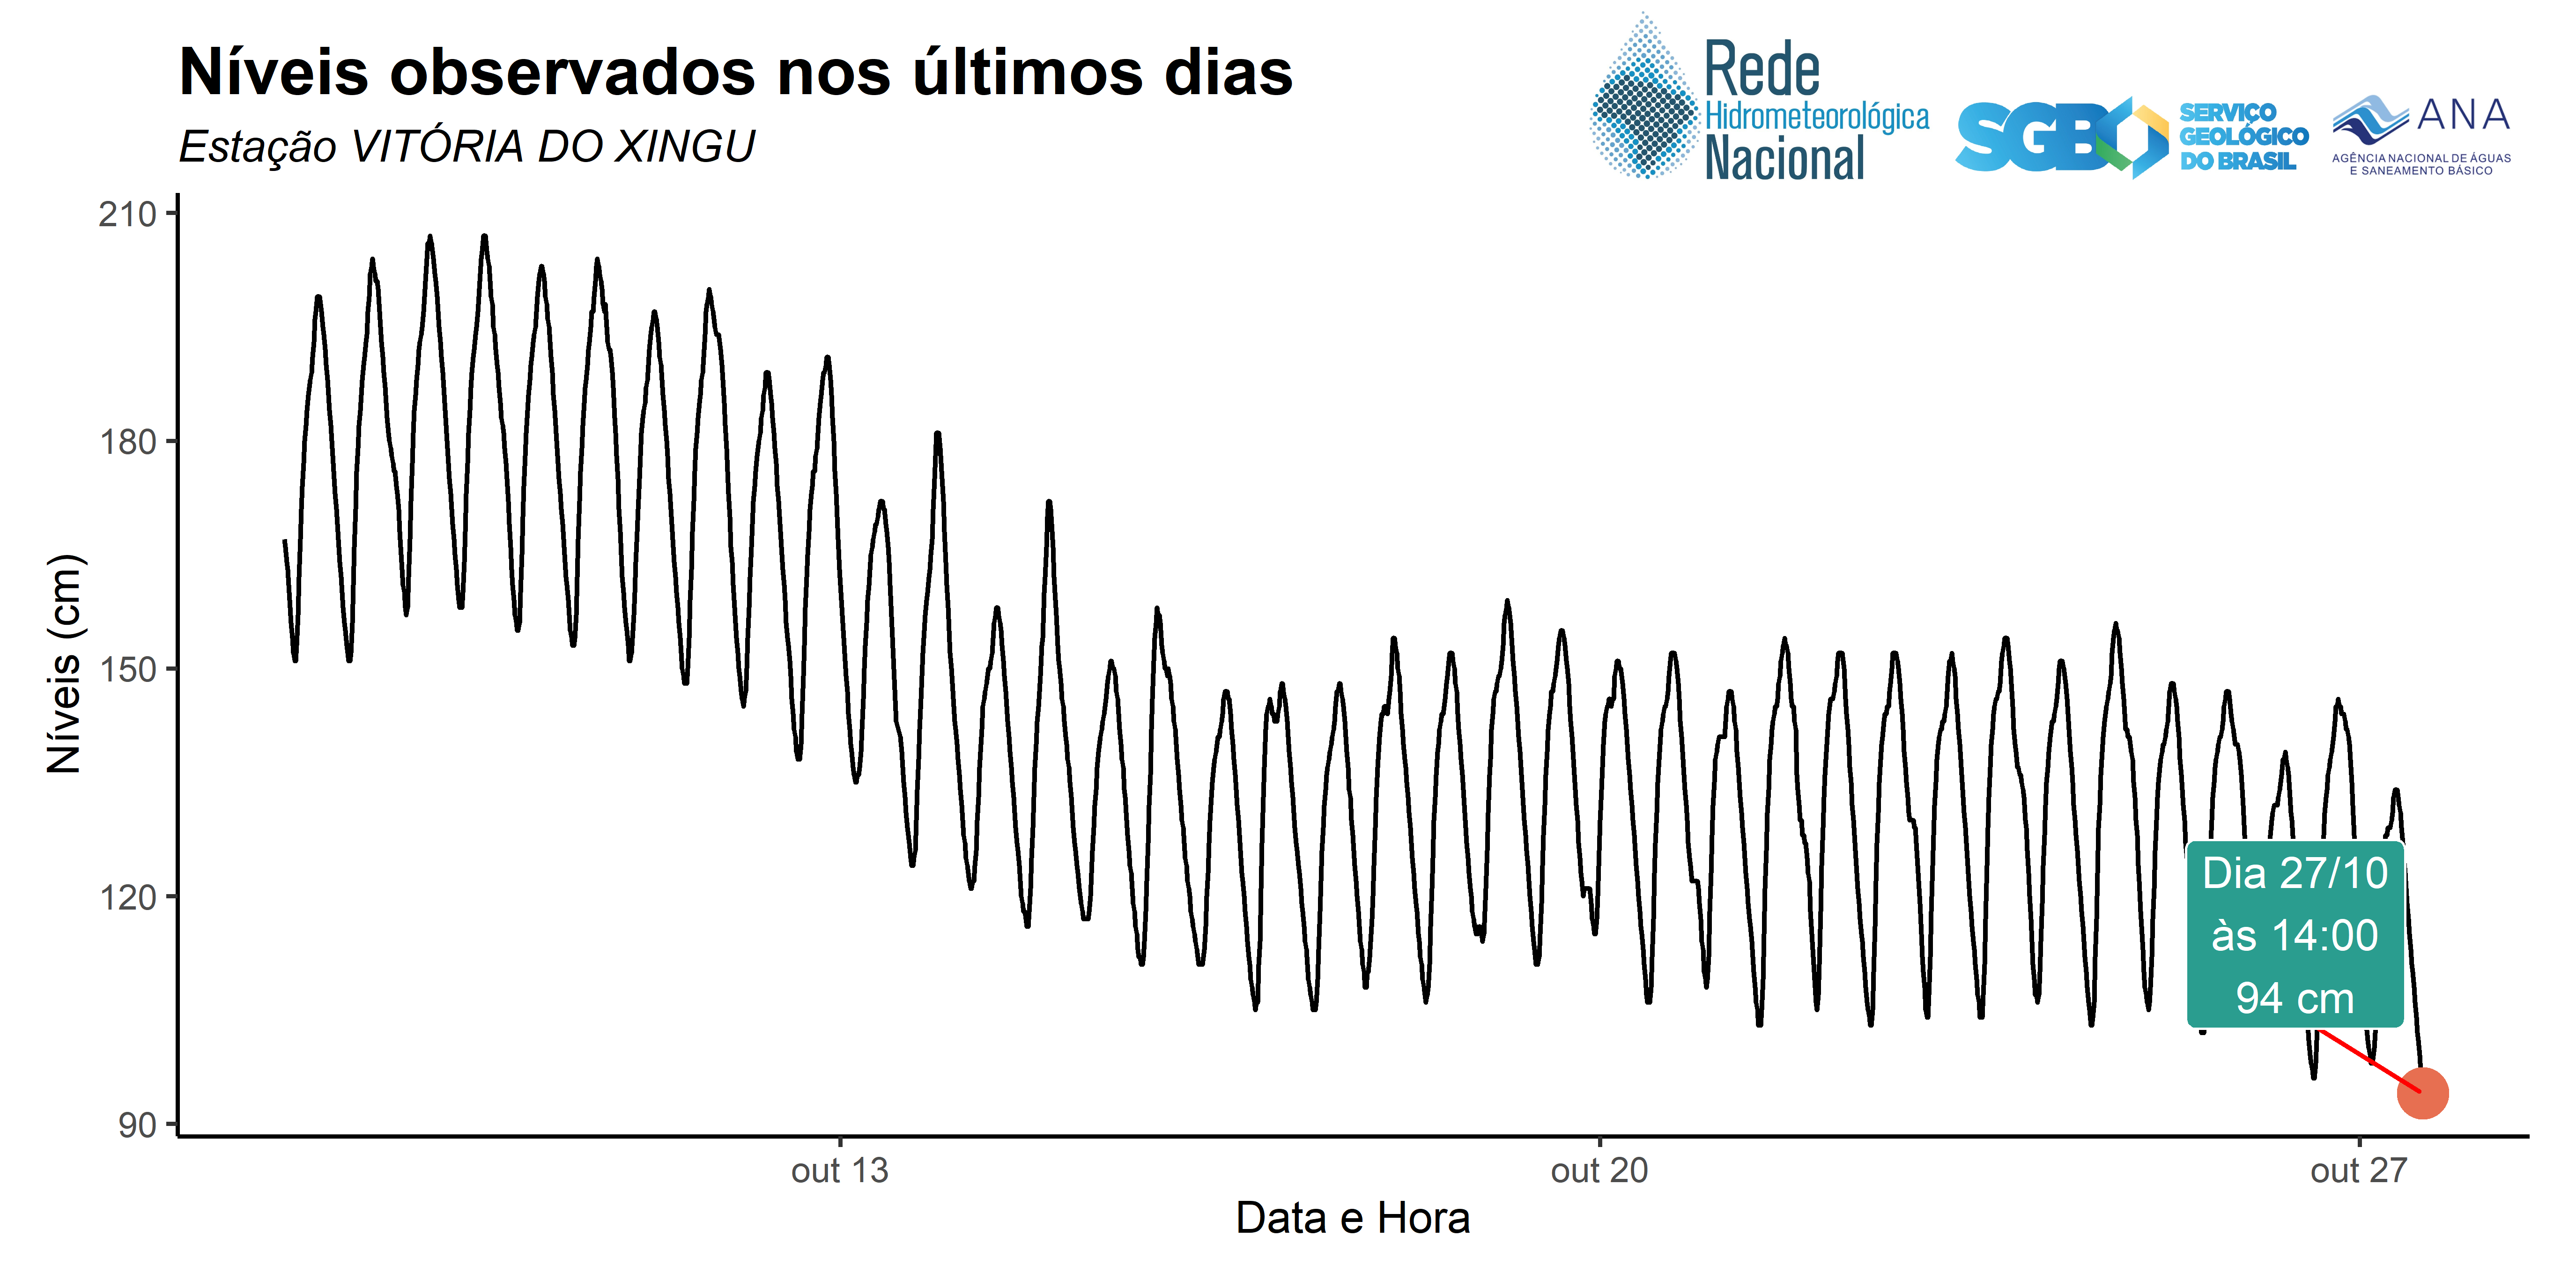 Níveis observados nos últimos dias
Estação VITÓRIA DO XINGU
Rede
Hidrometeorológica
Nacional
SGB
SERVIÇO
GEOLÓGICO
DO BRASIL
ANA
AGÊNCIA NACIONAL DE ÁGUAS
E SANEAMENTO BÁSICO
Níveis (cm)
210
180
150
120
90
Dia 27/10
às 14:00
94 cm
out 13
out 20
out 27
Data e Hora